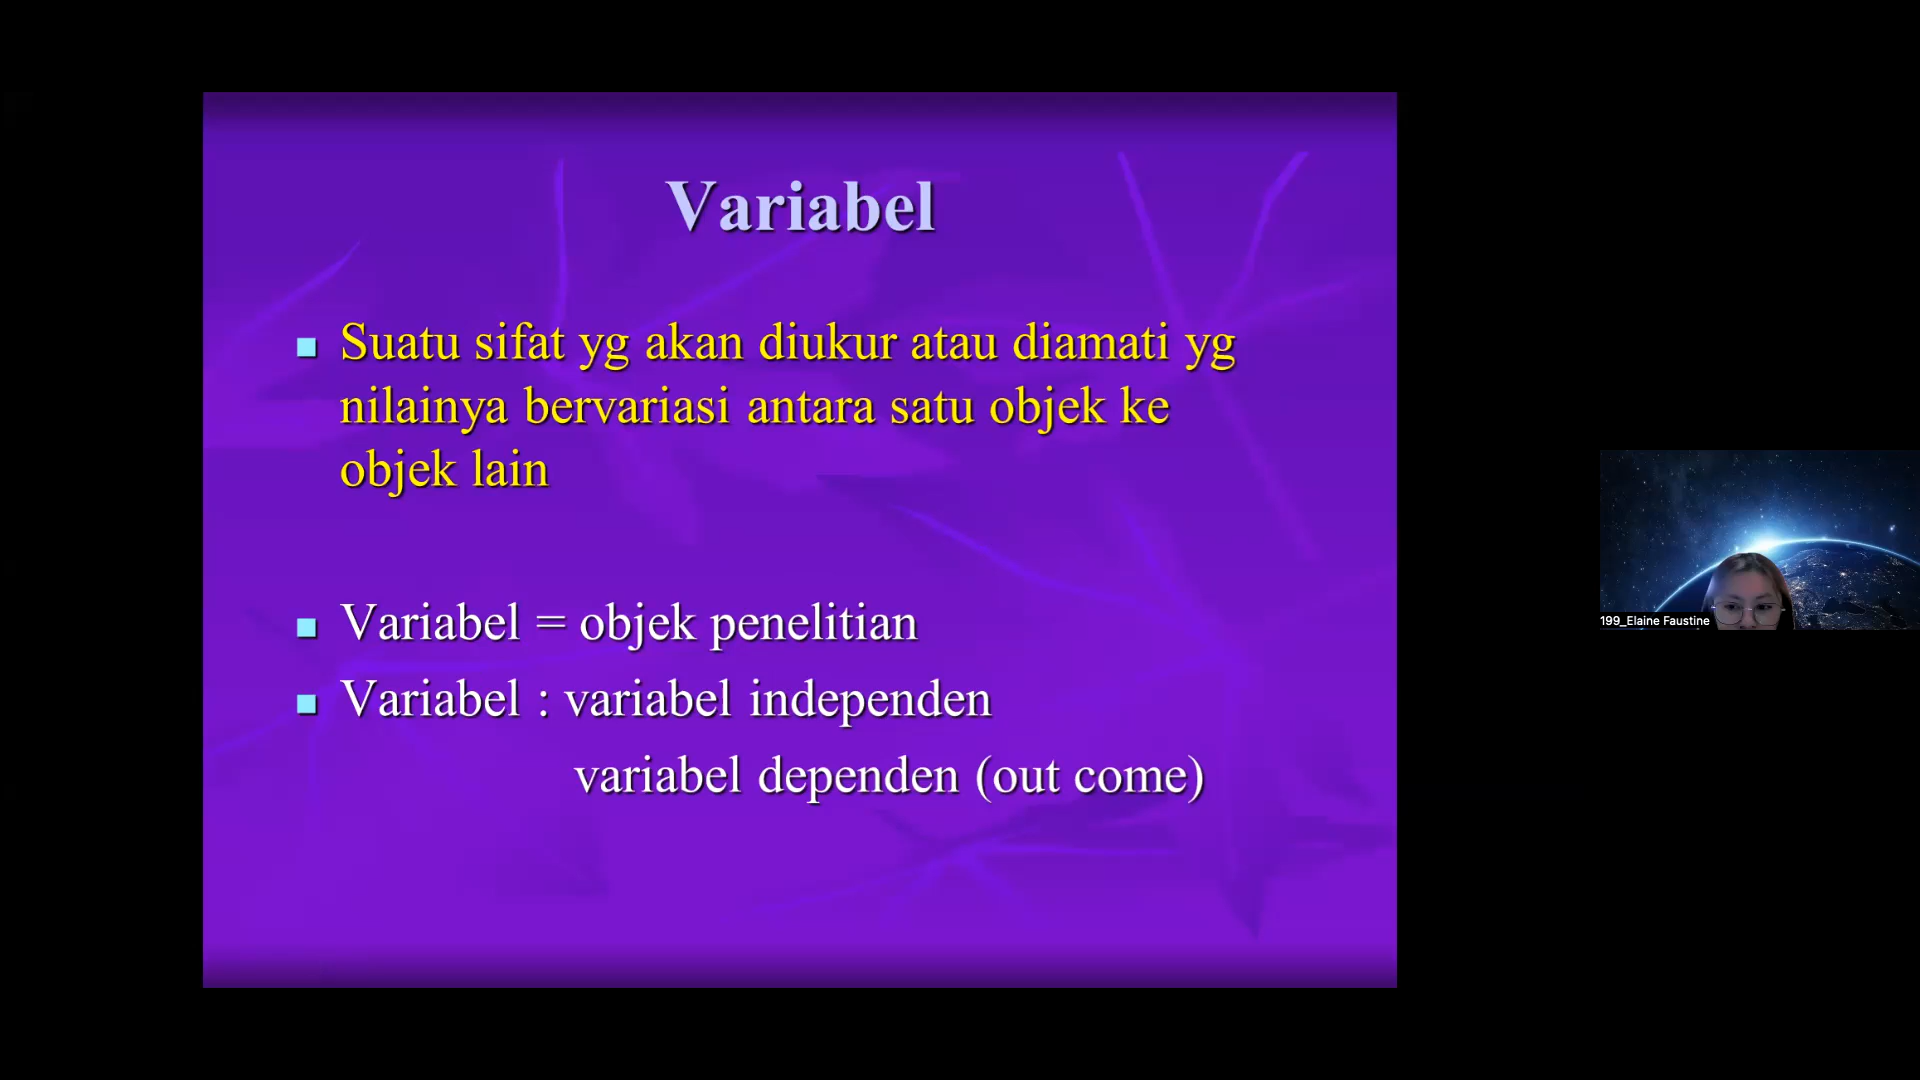 Variabel
Suatu sifat yg akan diukur atau diamati yg
nilainya bervariasi antara satu objek ke
objek lain
Variabel = objek penelitian
Variabel : variabel independen
variabel dependen (out come)
199_Elaine Faustine